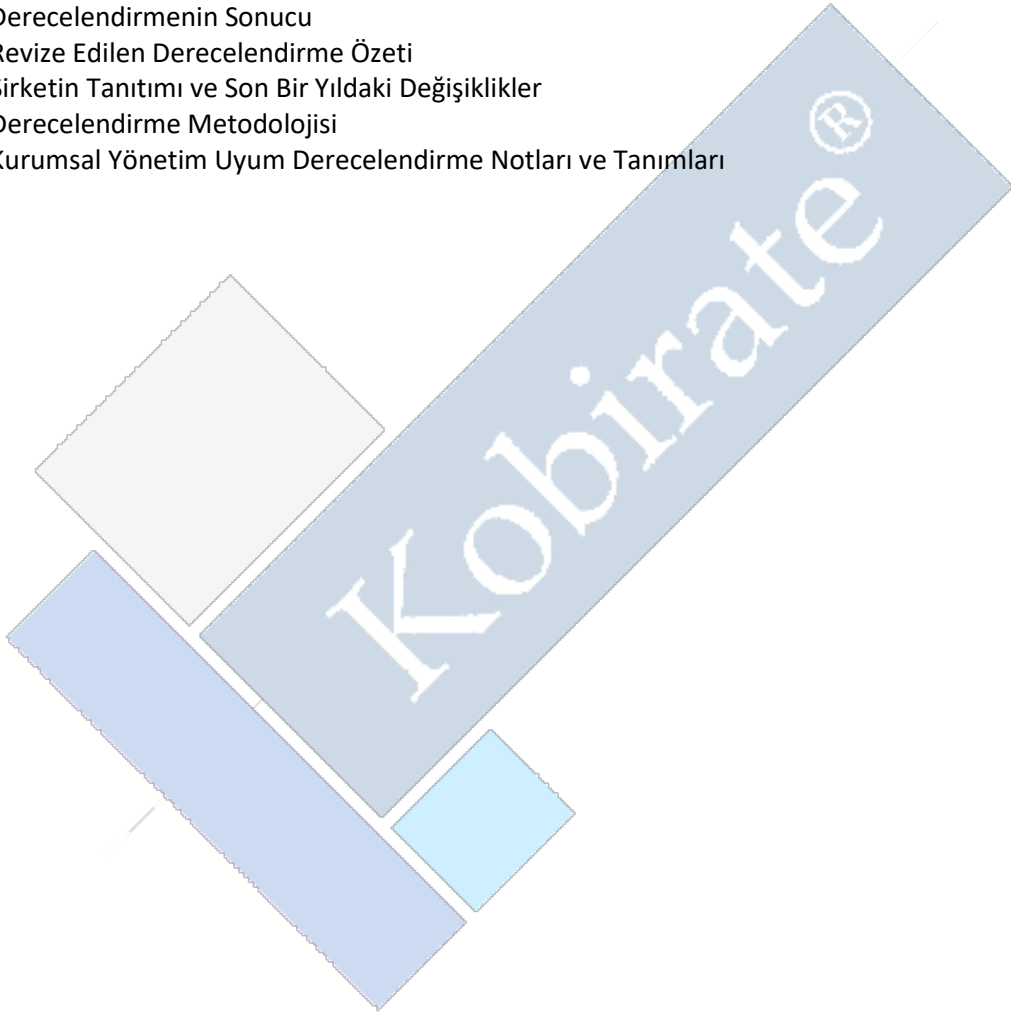 Derecelendirmenin Sonucu
Revize Edilen Derecelendirme Özeti
Şirketin Tanıtımı ve Son Bir Yıldaki Değişiklikler
Derecelendirme Metodolojisi
Kurumsal Yönetim Uyum Derecelendirme Notları ve Tanımları
Kobirate®